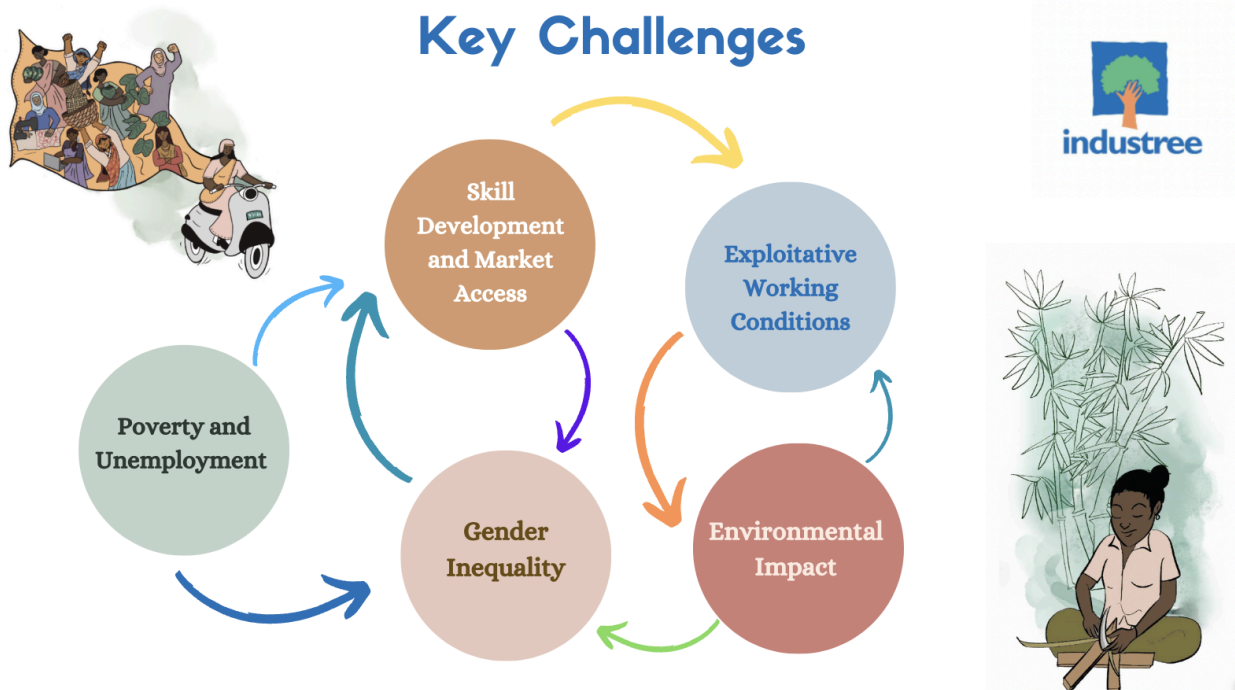 Key Challenges
industree
Skill
Development
and Market
Access
Exploitative
Working
Conditions
Poverty and
Unemployment
Gender
Inequality
Environmental
Impact